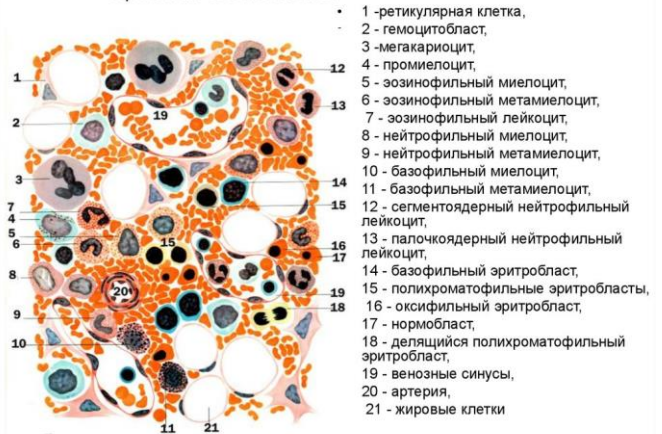 1 -ретикулярная клетка,
2 - гемоцитобласт,
3 -мегакариоцит,
4 - промиелоцит,
5 - эозинофильный миелоцит,
6 - эозинофильный метамиелоцит,
7 - эозинофильный лейкоцит,
8 - нейтрофильный миелоцит,
9 - нейтрофильный метамиелоцит,
10 - базофильный миелоцит,
11 - базофильный метамиелоцит,
12 - сегментоядерный нейтрофильный
лейкоцит,
13 - палочкоядерный нейтрофильный
лейкоцит,
14 - базофильный эритробласт,
15 - полихроматофильные эритробласты,
16 - оксифильный эритробласт,
17 - нормобласт,
18 - делящийся полихроматофильный
эритробласт,
19 - венозные синусы,
20 - артерия,
21 - жировые клетки
1
2
3
7
4
5
6
8
9
10
19
15
20
12
13
14
15
16
17
19
18
11
21